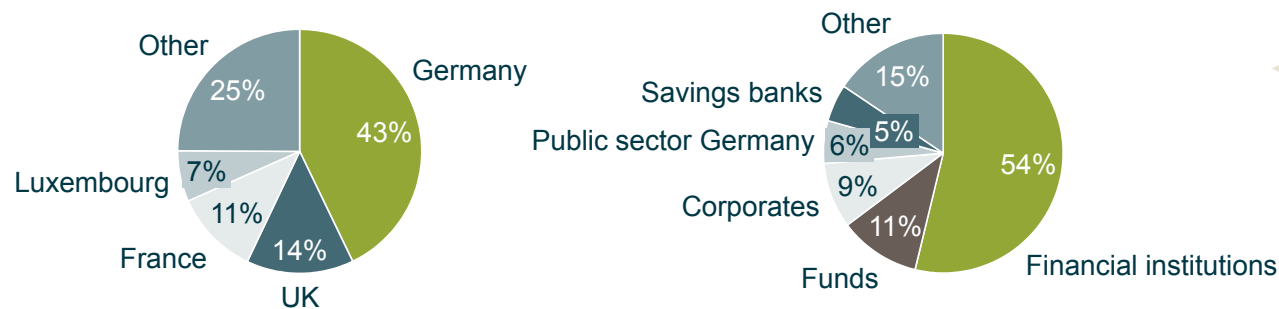 Other
Germany
25%
43%
7%
Luxembourg
11%
France
14%
UK
Other
15%
Savings banks
5%
Public sector Germany
6%
54%
9%
Corporates
11%
Funds
Financial institutions